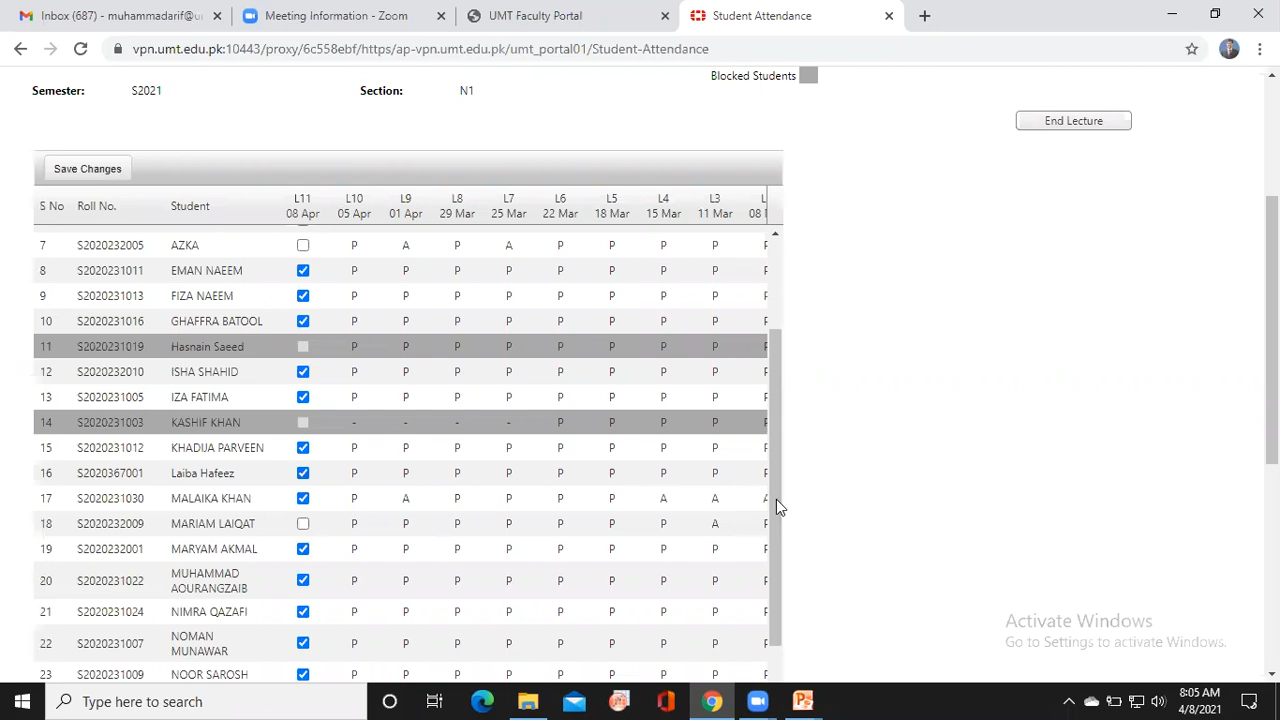 Inbox (687) - muhammadarif@u
Meeting Information - Zoom
UMT Faculty Portal
Student Attendance
vpn.umt.edu.pk:10443/proxy/6c558ebf/https/ap-vpn.umt.edu.pk/umt_portal01/Student-Attendance
Blocked Students
Semester: S2021 Section: N1
End Lecture
Save Changes
S No Roll No. Student L11 08 Apr L10 05 Apr L9 01 Apr L8 29 Mar L7 25 Mar L6 22 Mar L5 18 Mar L4 15 Mar L3 11 Mar L 08
7 S2020232005 AZKA P A P A P P P P
8 S2020231011 EMAN NAEEM P P P P P P P P
9 S2020231013 FIZA NAEEM P P P P P P P P
10 S2020231016 GHAFFRA BATOOL P P P P P P P P
11 S2020231019 Hasnain Saeed P P P P P P P P
12 S2020232010 ISHA SHAHID P P P P P P P P
13 S2020231005 IZA FATIMA P P P P P P P P
14 S2020231003 KASHIF KHAN - - - - P P P P
15 S2020231012 KHADIJA PARVEEN P P P P P P P P
16 S2020367001 Laiba Hafeez P P P P P P P P
17 S2020231030 MALAIKA KHAN P A P P P P A A
18 S2020232009 MARIAM LAIQAT P P P P P P P A
19 S2020232001 MARYAM AKMAL P P P P P P P P
20 S2020231022 MUHAMMAD AOURANGZAIB P P P P P P P P
21 S2020231024 NIMRA QAZAFI P P P P P P P P
22 S2020231007 NOMAN MUNAWAR P P P P P P P P
23 S2020231009 NOOR SAROSH P P P P P P P P
Activate Windows
Go to Settings to activate Windows.
Type here to search
8:05 AM
4/8/2021